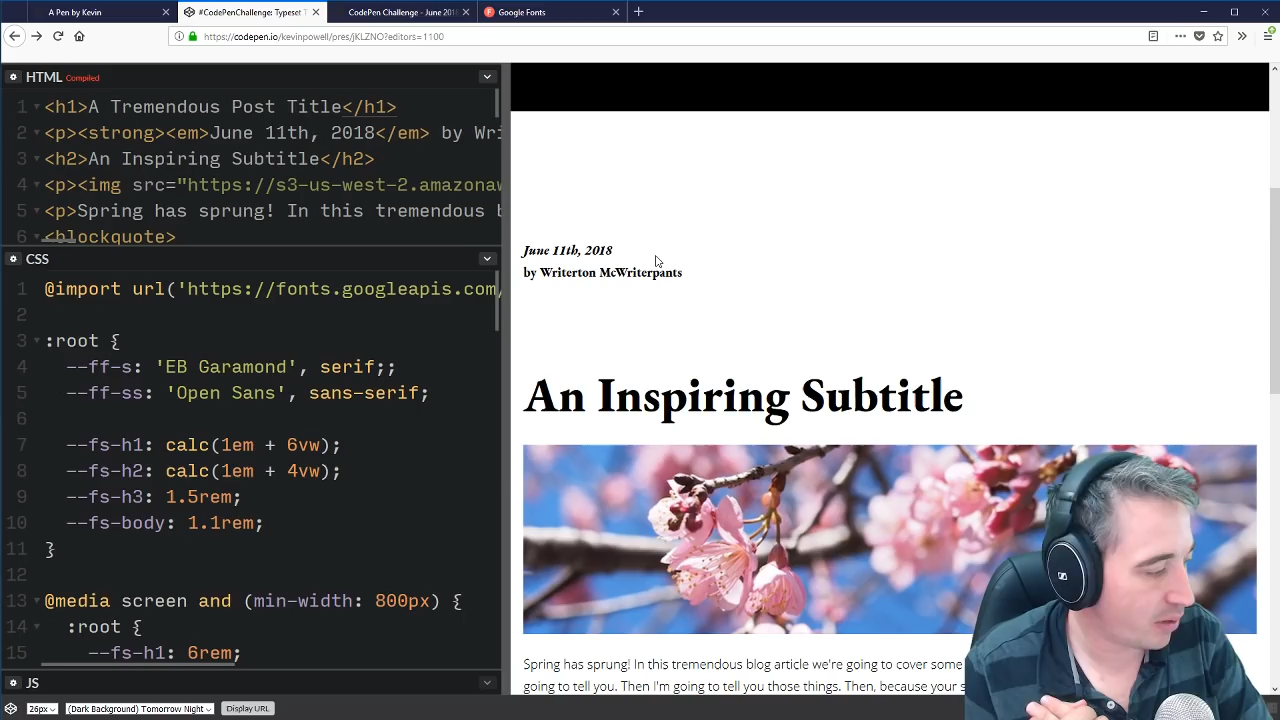 A Pen by Kevin
#CodePenChallenge: Typeset T
CodePen Challenge - June 2018
Google Fonts
https://codepen.io/kevinpowell/pres/jKLZNO?editors=1100
HTML Compiled
1 <h1>A Tremendous Post Title</h1>
2 <p><strong><em>June 11th, 2018</em> by Wri
3 <h2>An Inspiring Subtitle</h2>
4 <p><img src="https://s3-us-west-2.amazonaw
5 <p>Spring has sprung! In this tremendous b
6 <blockquote>
CSS
1 @import url('https://fonts.googleapis.com/
2
3 :root {
4 --ff-s: 'EB Garamond', serif;;
5 --ff-ss: 'Open Sans', sans-serif;
6
7 --fs-h1: calc(1em + 6vw);
8 --fs-h2: calc(1em + 4vw);
9 --fs-h3: 1.5rem;
10 --fs-body: 1.1rem;
11 }
12
13 @media screen and (min-width: 800px) {
14 :root {
15 --fs-h1: 6rem;
JS
26px
(Dark Background) Tomorrow Night
Display URL
June 11th, 2018
by Writerton McWriterpants
An Inspiring Subtitle
Spring has sprung! In this tremendous blog article we're going to cover some
going to tell you. Then I'm going to tell you those things. Then, because your s